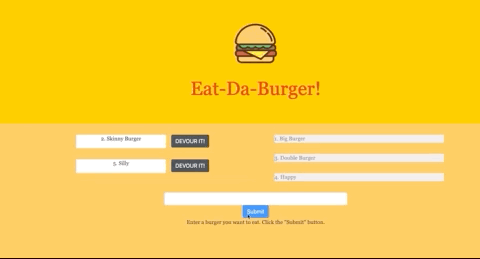 Eat-Da-Burger!
2. Skinny Burger
DEVOUR IT!
1. Big Burger
3. Double Burger
5. Silly
DEVOUR IT!
4. Happy
Submit
Enter a burger you want to eat. Click the "Submit" button.